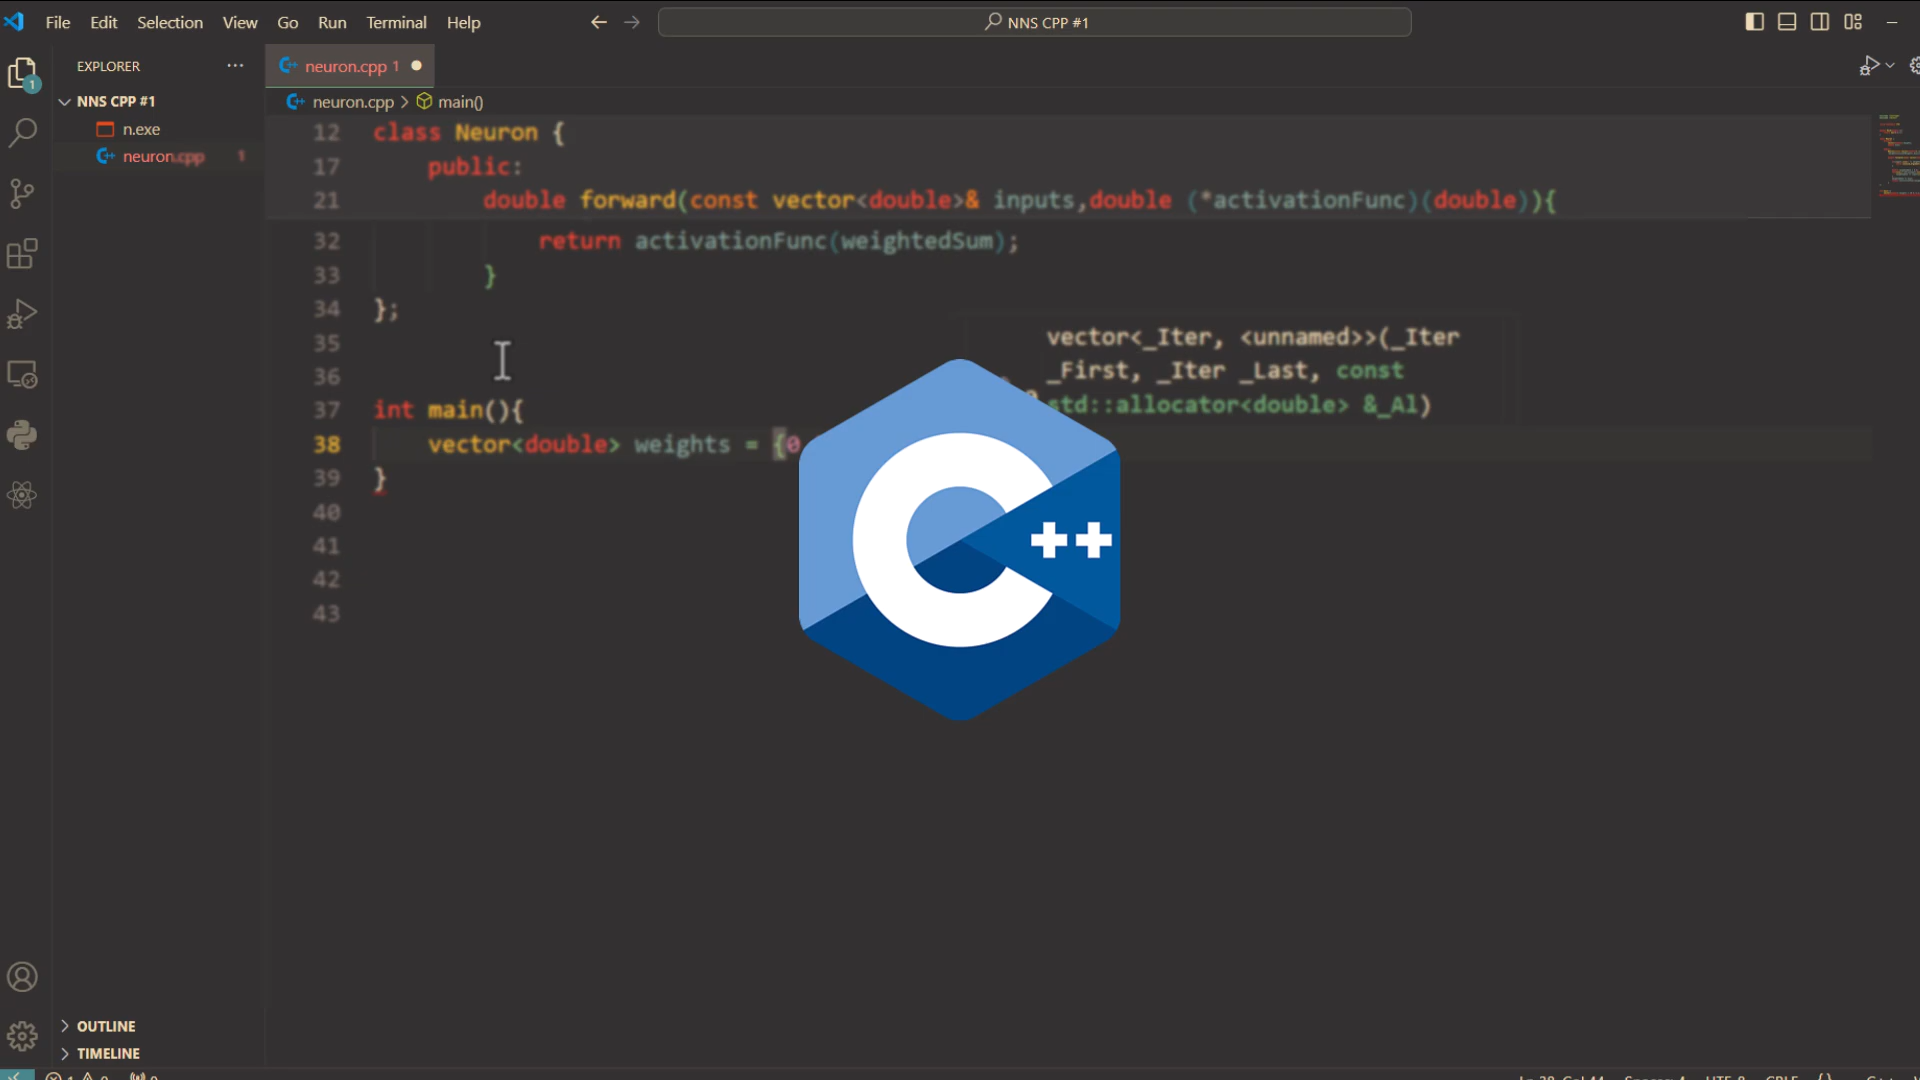 File Edit Selection View Go Run Terminal Help
NNS CPP #1
EXPLORER
neuron.cpp 1
NNS CPP #1
neuron.cpp > main()
n.exe
neuron.cpp 1
1
12 class Neuron {
17 public:
21 double forward(const vector<double>& inputs,double (*activationFunc)(double)){
32 return activationFunc(weightedSum);
33 }
34 };
35
36
vector<_Iter, <unnamed>>(_Iter
_First, _Iter _Last, const
std::allocator<double> &_Al)
37 int main(){
38 vector<double> weights = {0
39 }
40
41
42
43
C++
OUTLINE
TIMELINE